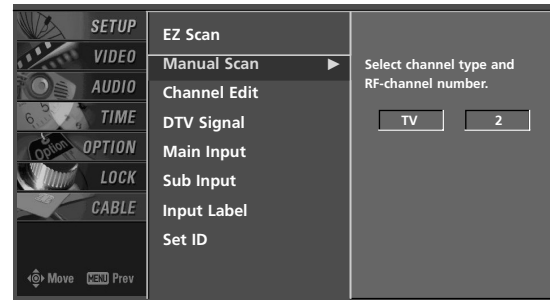 SETUP
VIDEO
AUDIO
TIME
OPTION
LOCK
CABLE
Move MENU Prev
EZ Scan
Manual Scan
Channel Edit
DTV Signal
Main Input
Sub Input
Input Label
Set ID
Select channel type and
RF-channel number.
TV 2